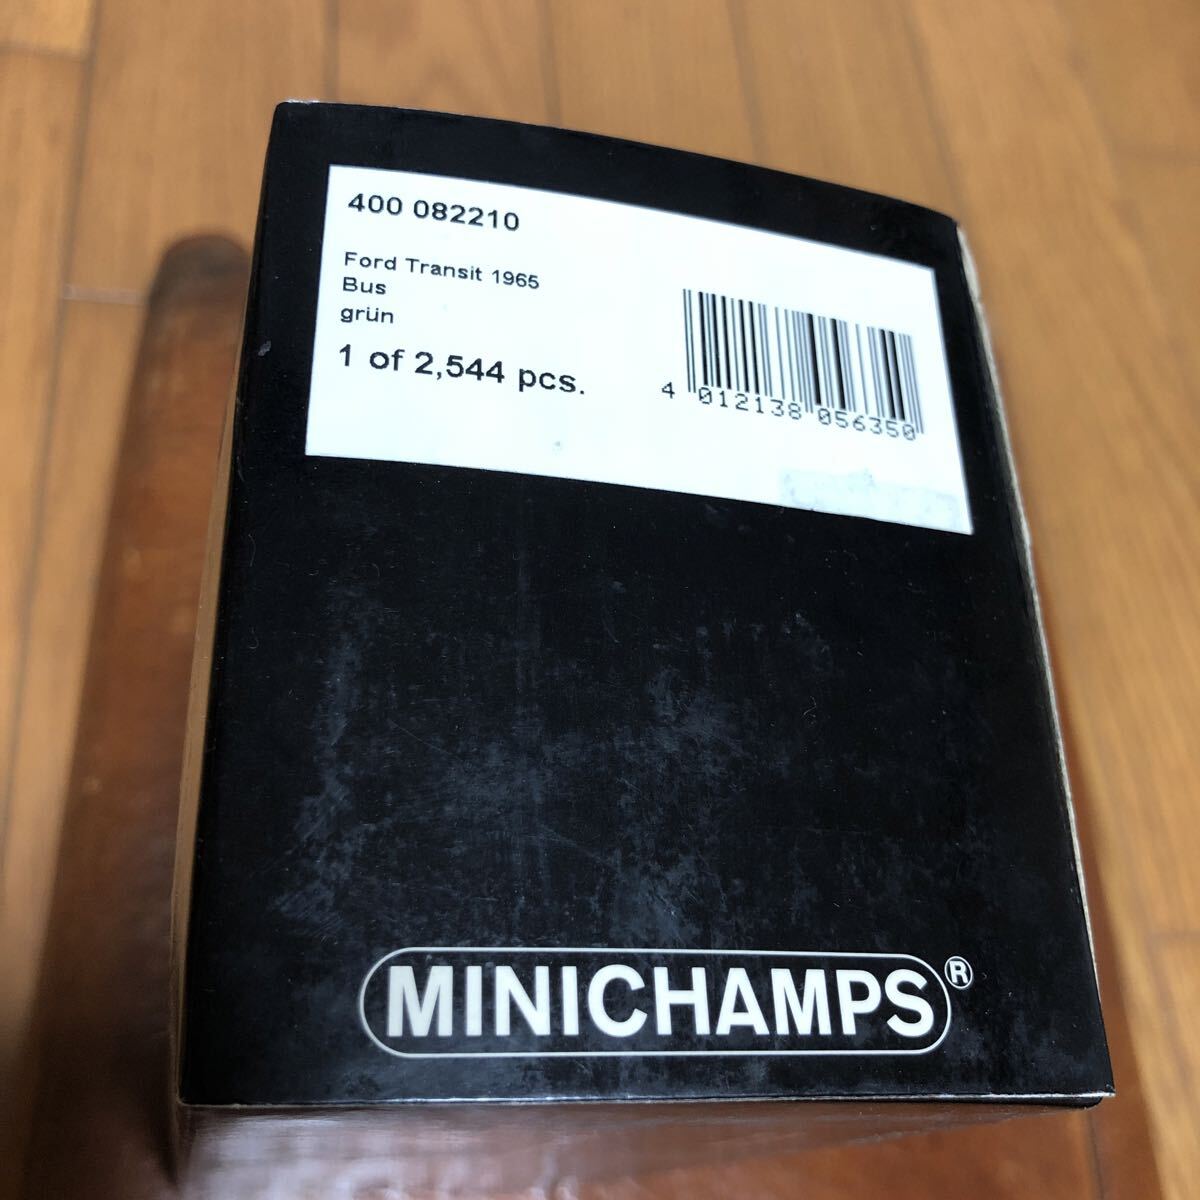 400 082210
Ford Transit 1965
Bus
grün
1 of 2,544 pcs.
4 012138 056350
MINICHAMPS®